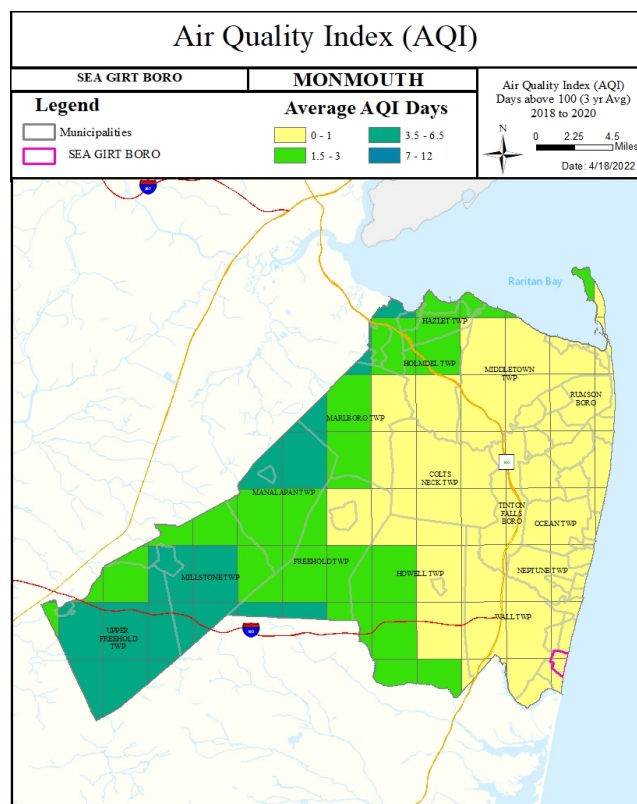 Air Quality Index (AQI)
SEA GIRT BORO
MONMOUTH
Legend
Municipalities
SEA GIRT BORO
Average AQI Days
0 - 1
3.5 - 6.5
1.5 - 3
7 - 12
Air Quality Index (AQI)
Days above 100 (3 yr Avg)
2018 to 2020
N
0 2.25 4.5
Miles
Date: 4/18/2022
Raritan Bay
HAZLET TWP
HOLMDEL TWP
MIDDLETOWN
TWP
RUMSON
BORO
MARLBORO TWP
COLTS
NECK TWP
MANALAPAN TWP
TINTON
FALLS
BORO
OCEAN TWP
FREEHOLD TWP
HOWELL TWP
NEPTUNE TWP
MILLSTONE TWP
WALL TWP
UPPER
FREEHOLD
TWP